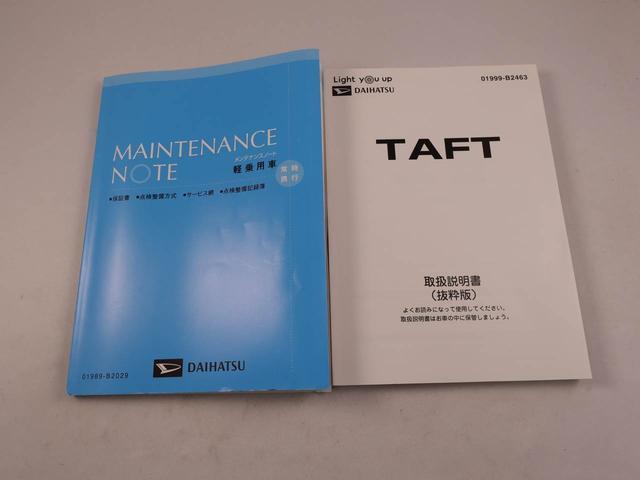 MAINTENANCE
NOTE
メンテナンスノート
軽乗用車
常時
携行
●保証書 ●点検整備方式 ●サービス網 ●点検整備記録簿
DAIHATSU
01989-B2029
Light you up
DAIHATSU
01999-B2463
TAFT
取扱説明書
(抜粋版)
よくお読みになって使用してください。
取扱説明書はお車の中に保管しましょう。